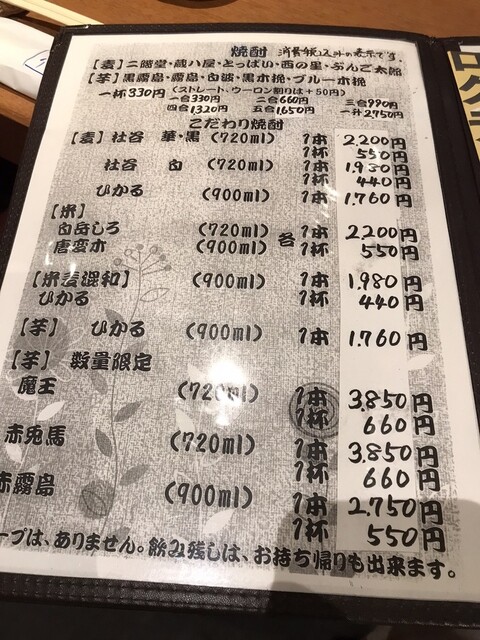 焼酎 消費税込みの表示です。
【麦】二階堂・蔵八屋・とっぱい・西の星・ぶんご太郎
【芋】黒霧島・霧島・白波・黒木挽・ブルー木挽
一杯330円(ストレート、ウーロン割りは+50円)
一合330円 二合660円 三合990円
四合1320円 五合1650円 一升2750円
こだわり焼酎
【麦】社谷 華・黒(720ml) 1本 2,200円
1杯 550円
社谷 白(720ml) 1本 1,930円
1杯 440円
ひかる (900ml) 1本 1,760円
【米】
白岳しろ (720ml) 各 1本 2,200円
唐変木 (900ml) 1杯 550円
【米麦混和】 (900ml) 1本 1,980円
ひかる 1杯 440円
【芋】 ひかる (900ml) 1本 1,760円
【芋】 数量限定
魔王 (720ml) 1本 3,850円
1杯 660円
赤兎馬 (720ml) 1本 3,850円
1杯 660円
赤霧島 (900ml) 1本 2,750円
1杯 550円
ープは、ありません。飲み残しは、お持ち帰りも出来ます。